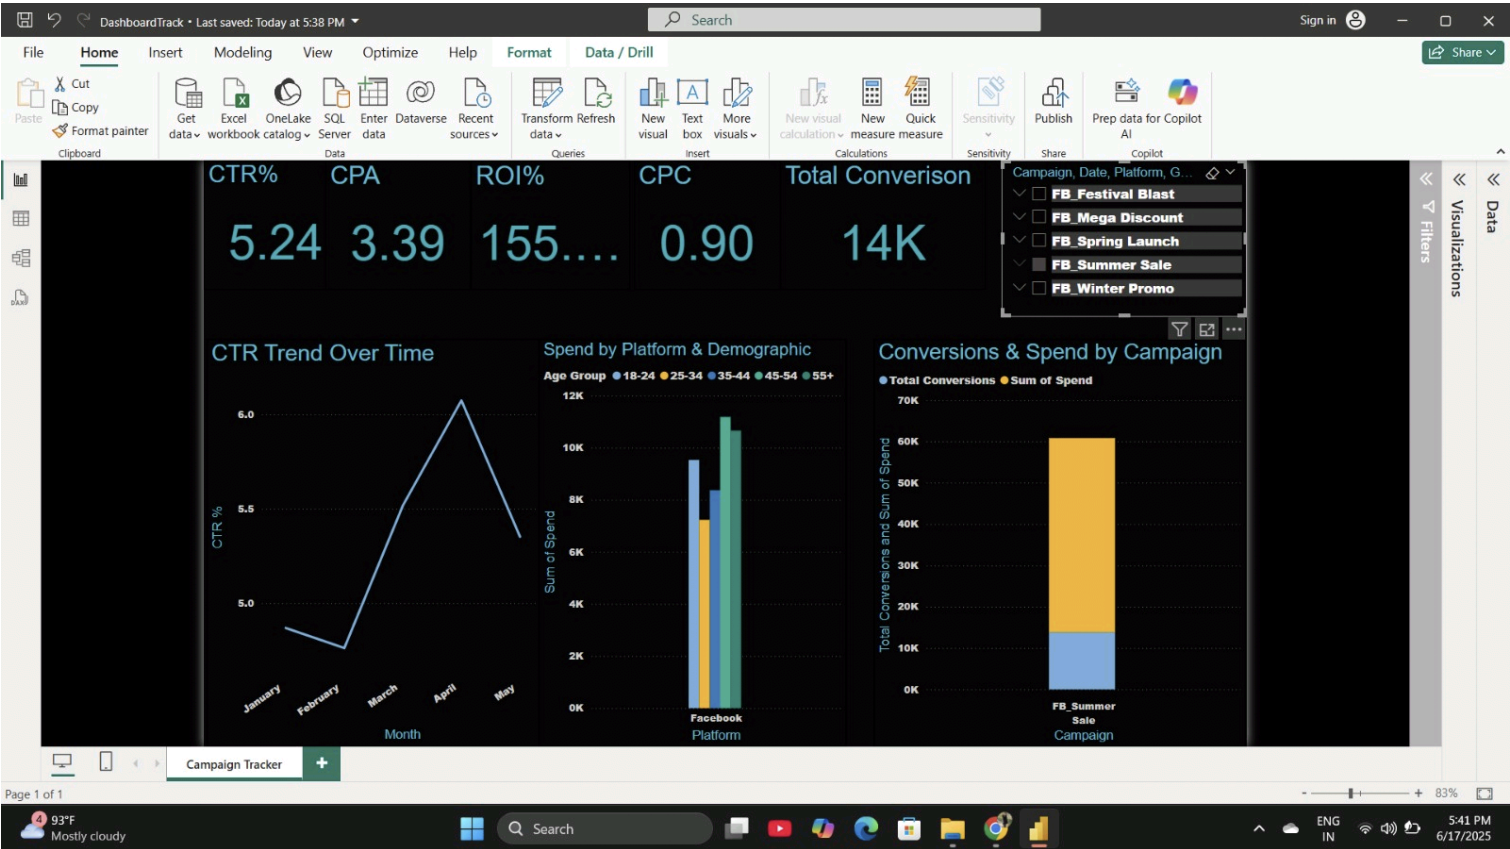 DashboardTrack • Last saved: Today at 5:38 PM
Search
Sign in
File Home Insert Modeling View Optimize Help Format Data / Drill
Share
Paste
Cut
Copy
Format painter
Clipboard
Get data
Excel workbook
OneLake catalog
SQL Server
Enter data
Dataverse
Recent sources
Data
Transform data
Refresh
Queries
New visual
Text box
More visuals
Insert
New visual calculation
New measure
Quick measure
Calculations
Sensitivity
Sensitivity
Publish
Share
Prep data for AI
Copilot
Copilot
CTR%
5.24
CPA
3.39
ROI%
155....
CPC
0.90
Total Converison
14K
Campaign, Date, Platform, G...
FB_Festival Blast
FB_Mega Discount
FB_Spring Launch
FB_Summer Sale
FB_Winter Promo
Filters
Visualizations
Data
CTR Trend Over Time
CTR %
6.0
5.5
5.0
January February March April May
Month
Spend by Platform & Demographic
Age Group 18-24 25-34 35-44 45-54 55+
Sum of Spend
12K
10K
8K
6K
4K
2K
0K
Facebook
Platform
Conversions & Spend by Campaign
Total Conversions Sum of Spend
Total Conversions and Sum of Spend
70K
60K
50K
40K
30K
20K
10K
0K
FB_Summer
Sale
Campaign
Campaign Tracker
Page 1 of 1
- + 83%
4
93°F
Mostly cloudy
Search
ENG
IN
5:41 PM
6/17/2025